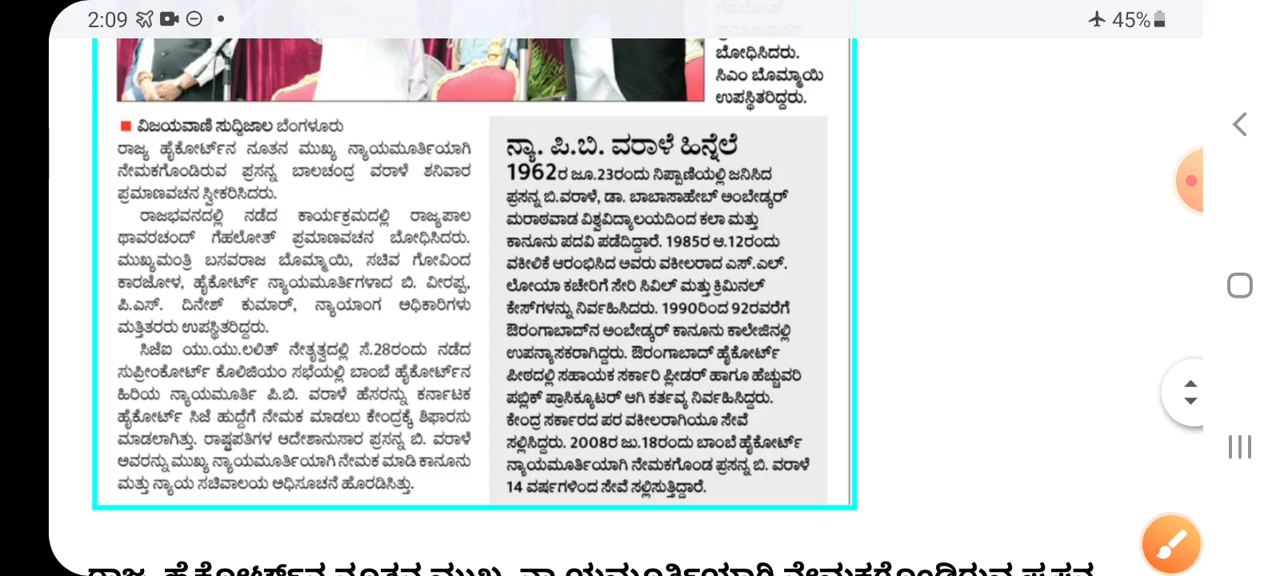 2:09
45%
ಬೋಧಿಸಿದರು.
ಸಿಎಂ ಬೊಮ್ಮಾಯಿ
ಉಪಸ್ಥಿತರಿದ್ದರು.
ವಿಜಯವಾಣಿ ಸುದ್ದಿಜಾಲ ಬೆಂಗಳೂರು
ರಾಜ್ಯ ಹೈಕೋರ್ಟ್‌ನ ನೂತನ ಮುಖ್ಯ ನ್ಯಾಯಮೂರ್ತಿಯಾಗಿ
ನೇಮಕಗೊಂಡಿರುವ ಪ್ರಸನ್ನ ಬಾಲಚಂದ್ರ ವರಾಳೆ ಶನಿವಾರ
ಪ್ರಮಾಣವಚನ ಸ್ವೀಕರಿಸಿದರು.
ರಾಜಭವನದಲ್ಲಿ ನಡೆದ ಕಾರ್ಯಕ್ರಮದಲ್ಲಿ ರಾಜ್ಯಪಾಲ
ಥಾವರಚಂದ್ ಗೆಹಲೋತ್ ಪ್ರಮಾಣವಚನ ಬೋಧಿಸಿದರು.
ಮುಖ್ಯಮಂತ್ರಿ ಬಸವರಾಜ ಬೊಮ್ಮಾಯಿ, ಸಚಿವ ಗೋವಿಂದ
ಕಾರಜೋಳ, ಹೈಕೋರ್ಟ್ ನ್ಯಾಯಮೂರ್ತಿಗಳಾದ ಬಿ. ವೀರಪ್ಪ,
ಪಿ.ಎಸ್. ದಿನೇಶ್ ಕುಮಾರ್, ನ್ಯಾಯಾಂಗ ಅಧಿಕಾರಿಗಳು
ಮತ್ತಿತರರು ಉಪಸ್ಥಿತರಿದ್ದರು.
ಸಿಜೆಐ ಯು.ಯು.ಲಲಿತ್ ನೇತೃತ್ವದಲ್ಲಿ ಸೆ.28ರಂದು ನಡೆದ
ಸುಪ್ರೀಂಕೋರ್ಟ್ ಕೊಲಿಜಿಯಂ ಸಭೆಯಲ್ಲಿ ಬಾಂಬೆ ಹೈಕೋರ್ಟ್‌ನ
ಹಿರಿಯ ನ್ಯಾಯಮೂರ್ತಿ ಪಿ.ಬಿ. ವರಾಳೆ ಹೆಸರನ್ನು ಕರ್ನಾಟಕ
ಹೈಕೋರ್ಟ್ ಸಿಜೆ ಹುದ್ದೆಗೆ ನೇಮಕ ಮಾಡಲು ಕೇಂದ್ರಕ್ಕೆ ಶಿಫಾರಸು
ಮಾಡಲಾಗಿತ್ತು. ರಾಷ್ಟ್ರಪತಿಗಳ ಆದೇಶಾನುಸಾರ ಪ್ರಸನ್ನ ಬಿ. ವರಾಳೆ
ಅವರನ್ನು ಮುಖ್ಯ ನ್ಯಾಯಮೂರ್ತಿಯಾಗಿ ನೇಮಕ ಮಾಡಿ ಕಾನೂನು
ಮತ್ತು ನ್ಯಾಯ ಸಚಿವಾಲಯ ಅಧಿಸೂಚನೆ ಹೊರಡಿಸಿತ್ತು.
ನ್ಯಾ. ಪಿ.ಬಿ. ವರಾಳೆ ಹಿನ್ನೆಲೆ
1962ರ ಜೂ.23ರಂದು ನಿಪ್ಪಾಣಿಯಲ್ಲಿ ಜನಿಸಿದ
ಪ್ರಸನ್ನ ಬಿ.ವರಾಳೆ, ಡಾ. ಬಾಬಾಸಾಹೇಬ್ ಅಂಬೇಡ್ಕರ್
ಮರಾಠವಾಡ ವಿಶ್ವವಿದ್ಯಾಲಯದಿಂದ ಕಲಾ ಮತ್ತು
ಕಾನೂನು ಪದವಿ ಪಡೆದಿದ್ದಾರೆ. 1985ರ ಆ.12ರಂದು
ವಕೀಲಿಕೆ ಆರಂಭಿಸಿದ ಅವರು ವಕೀಲರಾದ ಎಸ್.ಎಲ್.
ಲೋಯಾ ಕಚೇರಿಗೆ ಸೇರಿ ಸಿವಿಲ್ ಮತ್ತು ಕ್ರಿಮಿನಲ್
ಕೇಸ್‌ಗಳನ್ನು ನಿರ್ವಹಿಸಿದರು. 1990ರಿಂದ 92ರವರೆಗೆ
ಔರಂಗಾಬಾದ್‌ನ ಅಂಬೇಡ್ಕರ್ ಕಾನೂನು ಕಾಲೇಜಿನಲ್ಲಿ
ಉಪನ್ಯಾಸಕರಾಗಿದ್ದರು. ಔರಂಗಾಬಾದ್ ಹೈಕೋರ್ಟ್
ಪೀಠದಲ್ಲಿ ಸಹಾಯಕ ಸರ್ಕಾರಿ ಪ್ಲೀಡರ್ ಹಾಗೂ ಹೆಚ್ಚುವರಿ
ಪಬ್ಲಿಕ್ ಪ್ರಾಸಿಕ್ಯೂಟರ್ ಆಗಿ ಕರ್ತವ್ಯ ನಿರ್ವಹಿಸಿದ್ದರು.
ಕೇಂದ್ರ ಸರ್ಕಾರದ ಪರ ವಕೀಲರಾಗಿಯೂ ಸೇವೆ
ಸಲ್ಲಿಸಿದ್ದರು. 2008ರ ಜು.18ರಂದು ಬಾಂಬೆ ಹೈಕೋರ್ಟ್
ನ್ಯಾಯಮೂರ್ತಿಯಾಗಿ ನೇಮಕಗೊಂಡ ಪ್ರಸನ್ನ ಬಿ. ವರಾಳೆ
14 ವರ್ಷಗಳಿಂದ ಸೇವೆ ಸಲ್ಲಿಸುತ್ತಿದ್ದಾರೆ.
ರಾಜ್ಯ ಹೈಕೋರ್ಟ್‌ನ ನೂತನ ಮುಖ್ಯ ನ್ಯಾಯಮೂರ್ತಿಯಾಗಿ ನೇಮಕಗೊಂಡಿರುವ ಪ್ರಸನ್ನ